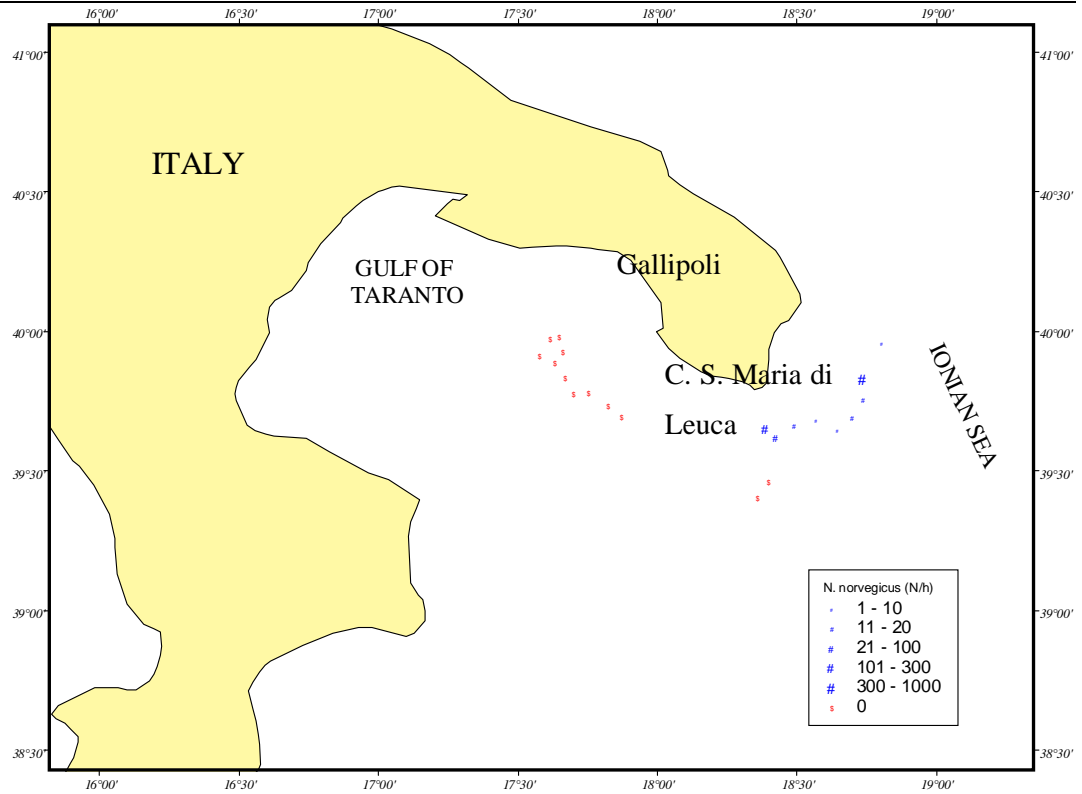 16°00' 16°30' 17°00' 17°30' 18°00' 18°30' 19°00'
41°00' 41°00'
ITALY
40°30' 40°30'
Gallipoli
GULF OF
TARANTO
40°00' 40°00'
IONIAN SEA
C. S. Maria di
Leuca
39°30' 39°30'
N. norvegicus (N/h)
# 1 - 10
# 11 - 20
# 21 - 100
# 101 - 300
# 300 - 1000
$ 0
39°00' 39°00'
38°30' 38°30'
16°00' 16°30' 17°00' 17°30' 18°00' 18°30' 19°00'